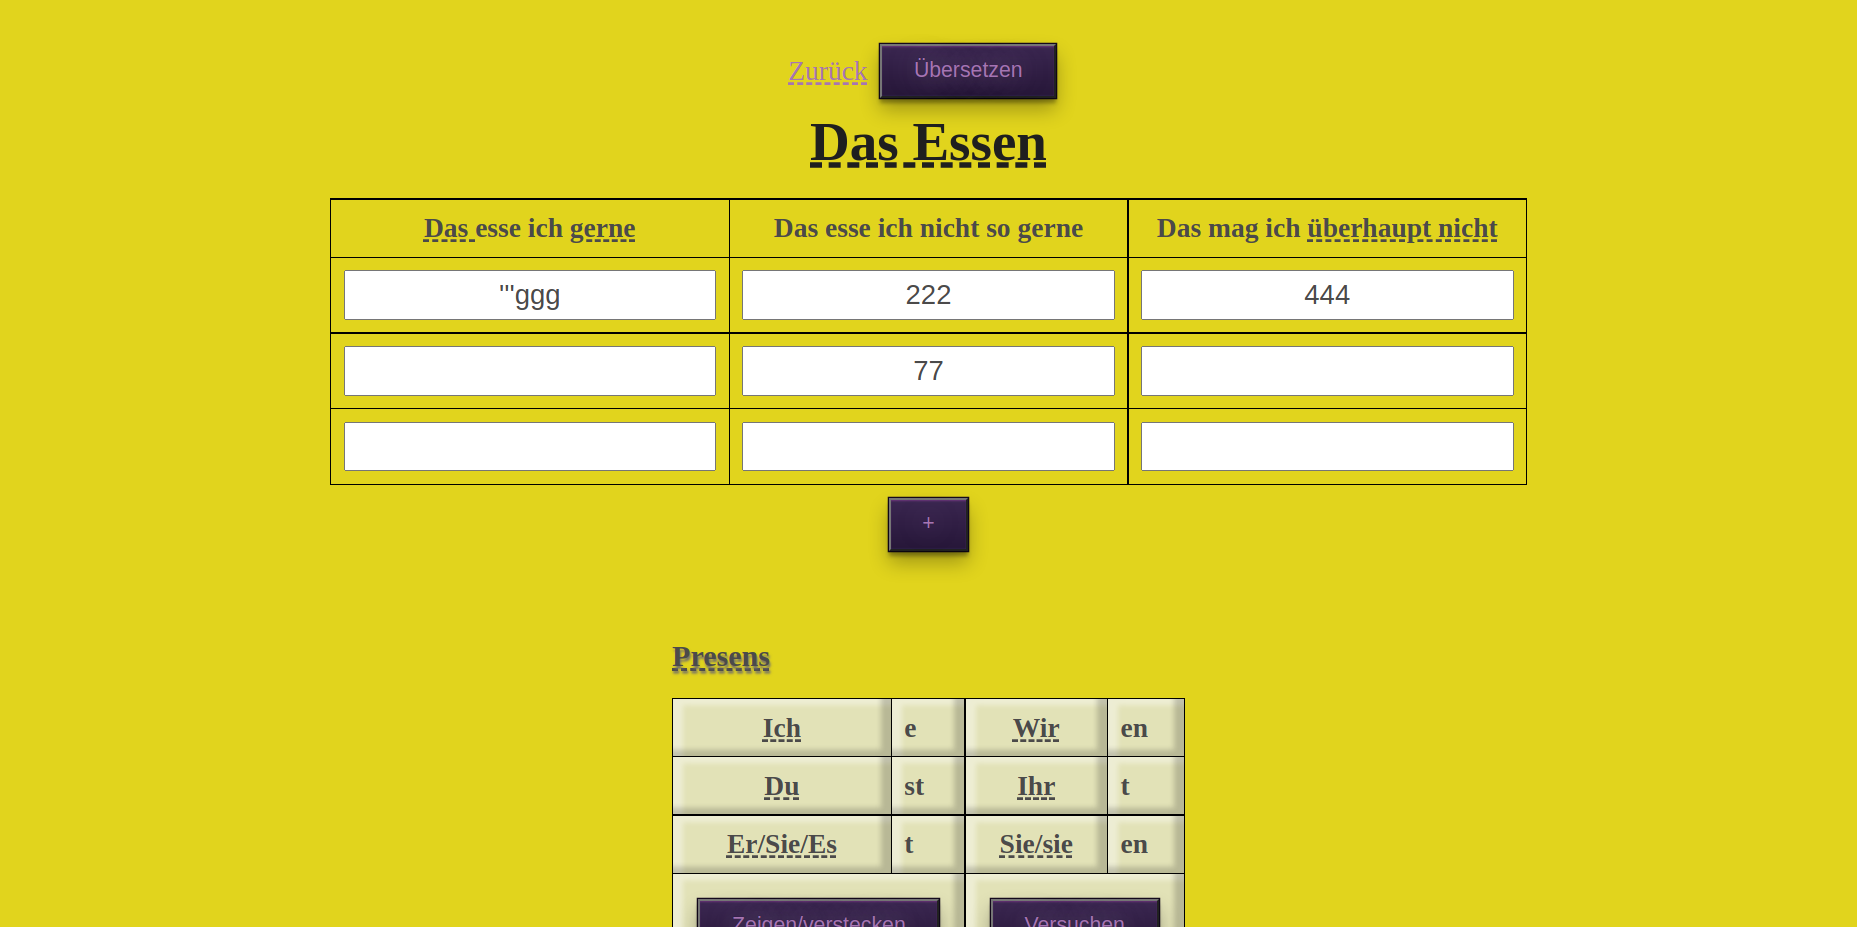 Zurück Übersetzen
Das Essen
Das esse ich gerne Das esse ich nicht so gerne Das mag ich überhaupt nicht
'''ggg 222 444
77
+
Presens
Ich e Wir en
Du st Ihr t
Er/Sie/Es t Sie/sie en
Zeigen/verstecken Versuchen